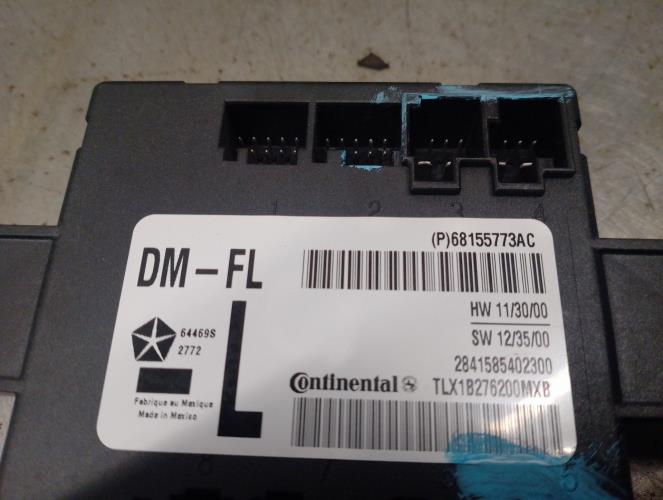 1 2 3 4
DM-FL
(P)68155773AC
HW 11/30/00
SW 12/35/00
64469S
2772
L
2841585402300
Continental
TLX1B276200MXB
Fabrique au Mexique
Made in Mexico